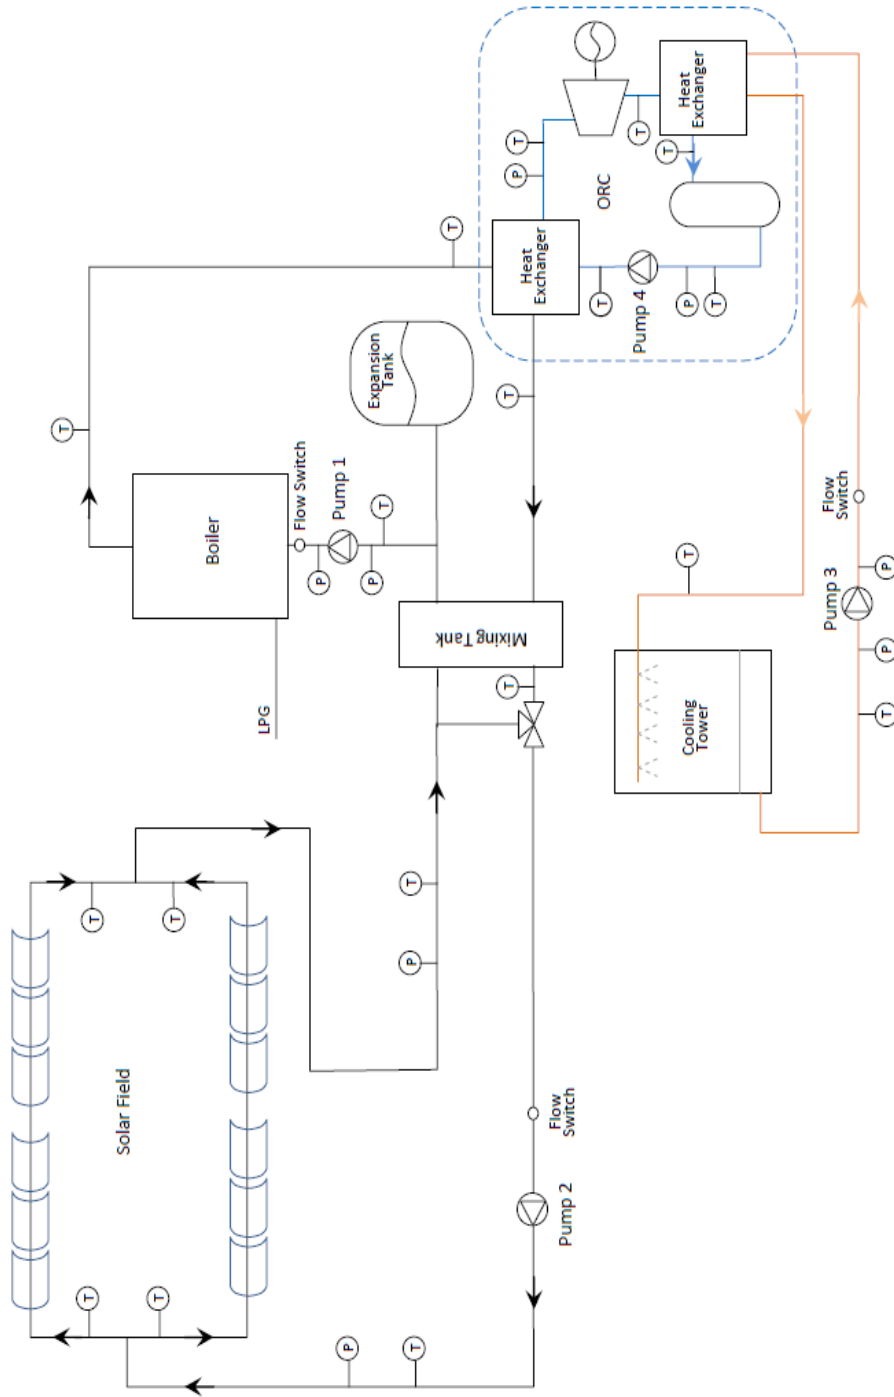 T
T
T
Solar Field
T
T
Boiler
LPG
Flow Switch
P
Pump 1
P
T
P
T
P
T
Expansion
Tank
Mixing Tank
T
T
T
P
T
Heat
Exchanger
Pump 2
Flow
Switch
T
ORC
T
Pump 4
T
P
T
Heat
Exchanger
T
Cooling
Tower
Pump 3
Flow
Switch
T
P
P